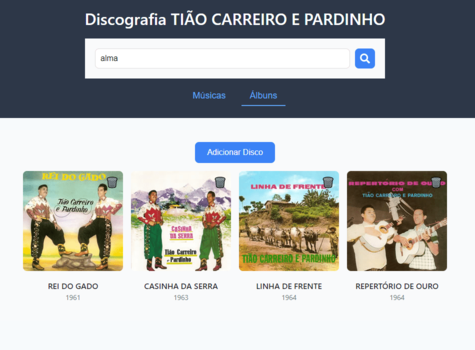 Discografia TIÃO CARREIRO E PARDINHO
alma
Músicas
Álbuns
Adicionar Disco
REI DO GADO
Tião Carreiro
e Pardinho
CASINHA
DA SERRA
Tião Carreiro
e Pardinho
LINHA DE FRENTE
TIÃO CARREIRO E PARDINHO
REPERTORIO DE OURO
COM
TIÃO CARREIRO E PARDINHO
REI DO GADO
1961
CASINHA DA SERRA
1963
LINHA DE FRENTE
1964
REPERTÓRIO DE OURO
1964